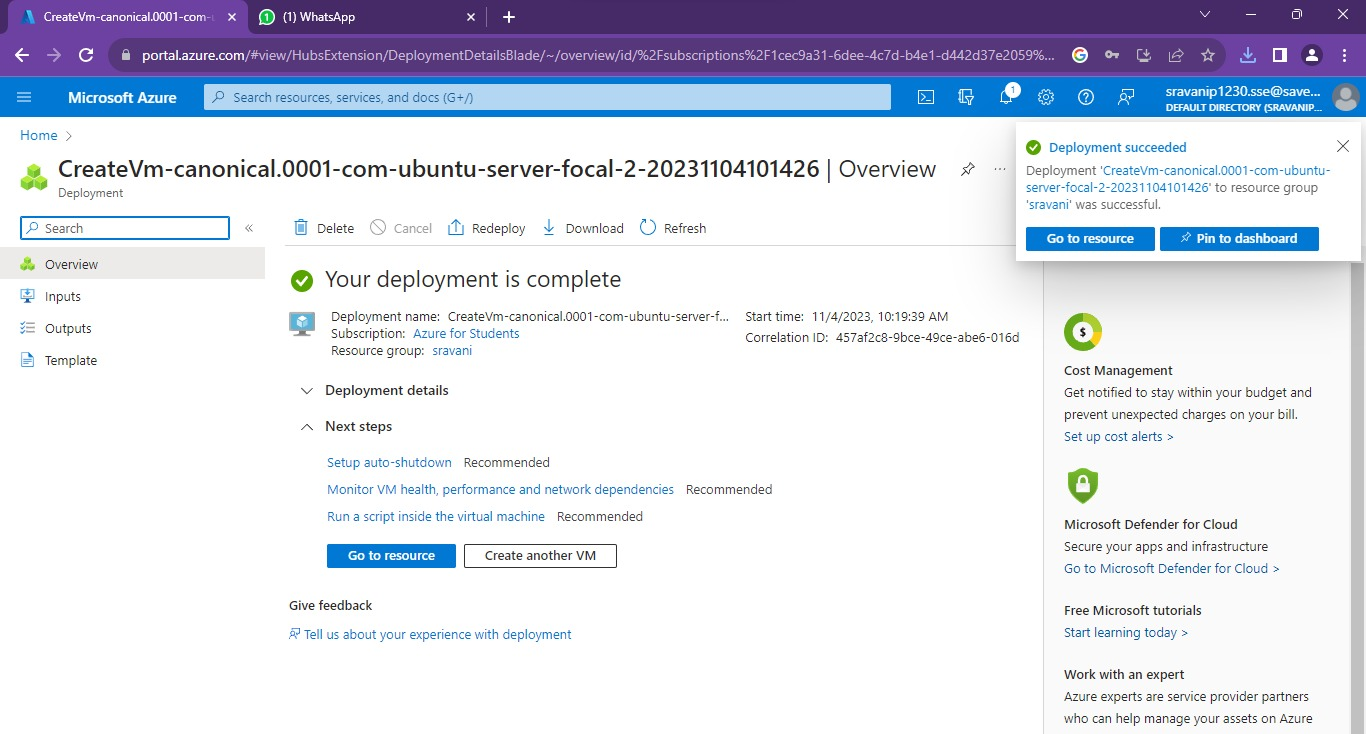 CreateVm-canonical.0001-com-u
(1) WhatsApp
portal.azure.com/#view/HubsExtension/DeploymentDetailsBlade/~/overview/id/%2Fsubscriptions%2F1cec9a31-6dee-4c7d-b4e1-d442d37e2059%...
Microsoft Azure
Search resources, services, and docs (G+/)
1
sravanip1230.sse@save...
DEFAULT DIRECTORY (SRAVANIP...
Home >
CreateVm-canonical.0001-com-ubuntu-server-focal-2-20231104101426 | Overview
Deployment
Deployment succeeded
Deployment 'CreateVm-canonical.0001-com-ubuntu-
server-focal-2-20231104101426' to resource group
'sravani' was successful.
Go to resource
Pin to dashboard
Search
Overview
Inputs
Outputs
Template
Delete
Cancel
Redeploy
Download
Refresh
Your deployment is complete
Deployment name: CreateVm-canonical.0001-com-ubuntu-server-f...
Subscription: Azure for Students
Resource group: sravani
Start time: 11/4/2023, 10:19:39 AM
Correlation ID: 457af2c8-9bce-49ce-abe6-016d
Deployment details
Next steps
Setup auto-shutdown Recommended
Monitor VM health, performance and network dependencies Recommended
Run a script inside the virtual machine Recommended
Go to resource
Create another VM
Give feedback
Tell us about your experience with deployment
Cost Management
Get notified to stay within your budget and
prevent unexpected charges on your bill.
Set up cost alerts >
Microsoft Defender for Cloud
Secure your apps and infrastructure
Go to Microsoft Defender for Cloud >
Free Microsoft tutorials
Start learning today >
Work with an expert
Azure experts are service provider partners
who can help manage your assets on Azure